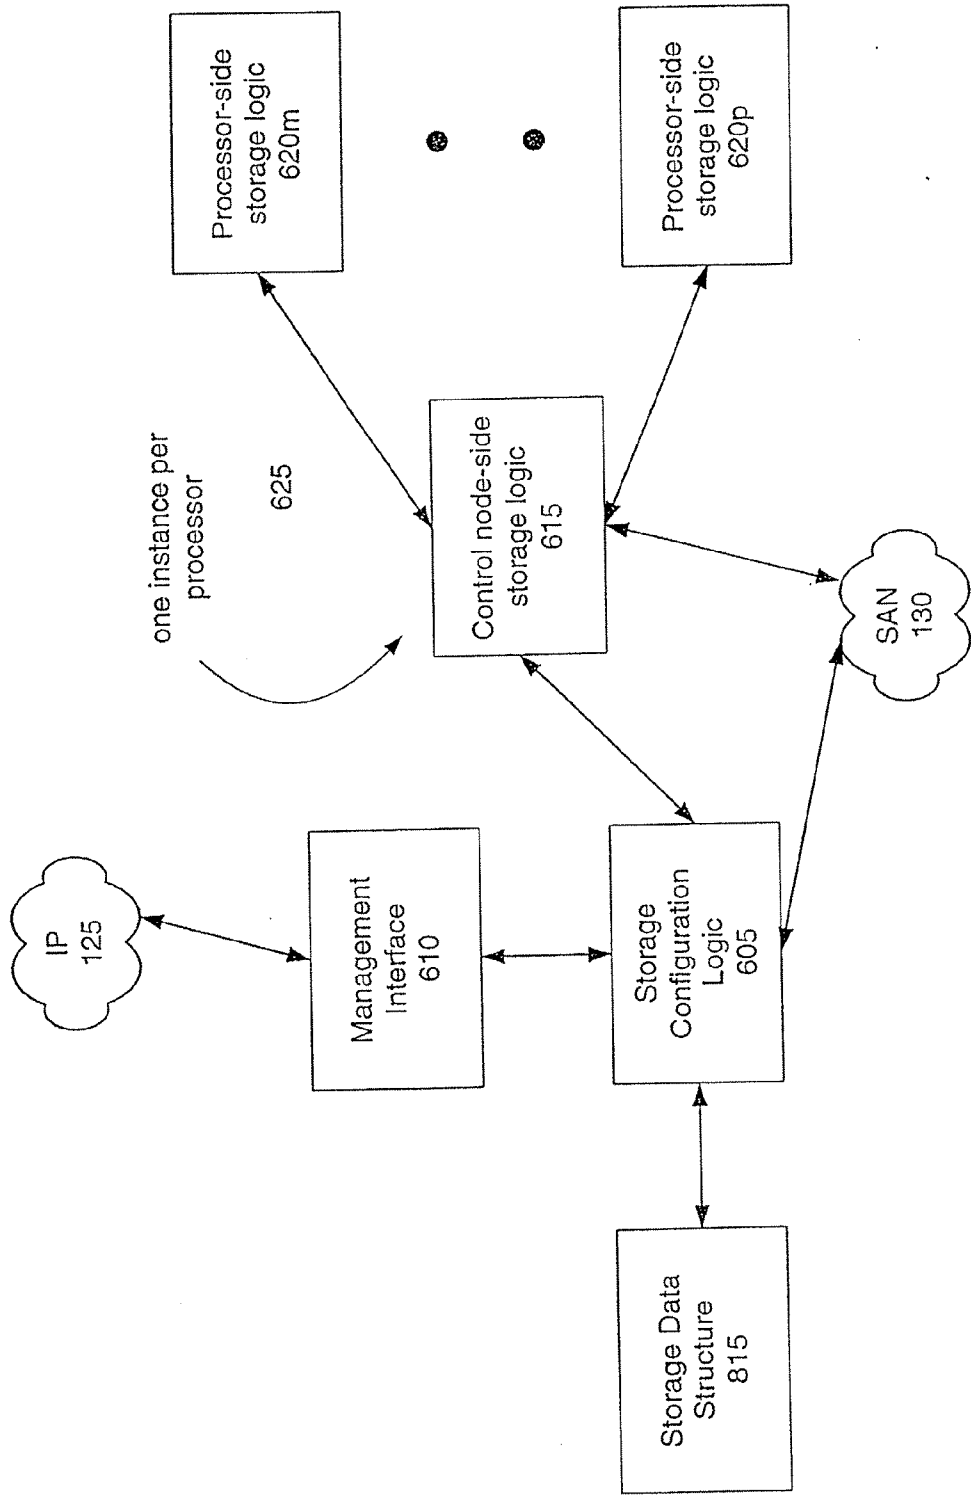 IP
125
Management
Interface
610
Storage Data
Structure
815
Storage
Configuration
Logic
605
one instance per
processor
625
Control node-side
storage logic
615
SAN
130
Processor-side
storage logic
620m
Processor-side
storage logic
620p